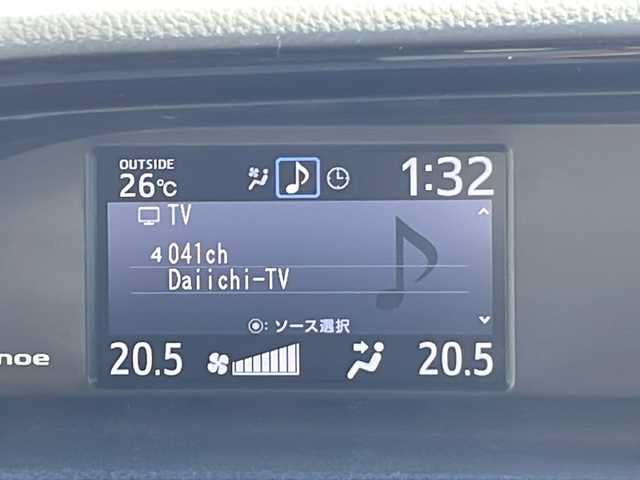 OUTSIDE
26℃
1:32
TV
4 041ch
Daiichi-TV
◉: ソース選択
noe
20.5
20.5